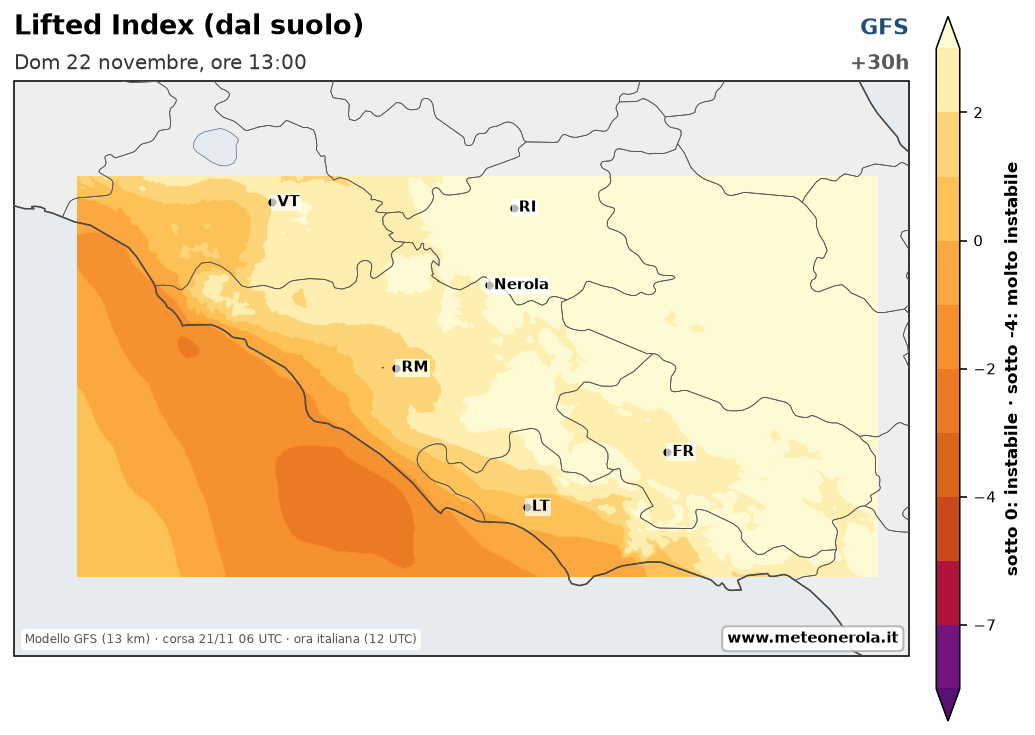 Lifted Index (dal suolo)
GFS
Dom 22 novembre, ore 13:00
+30h
VT
RI
Nerola
RM
FR
LT
2
0
−2
−4
−7
sotto 0: instabile · sotto -4: molto instabile
Modello GFS (13 km) · corsa 21/11 06 UTC · ora italiana (12 UTC)
www.meteonerola.it